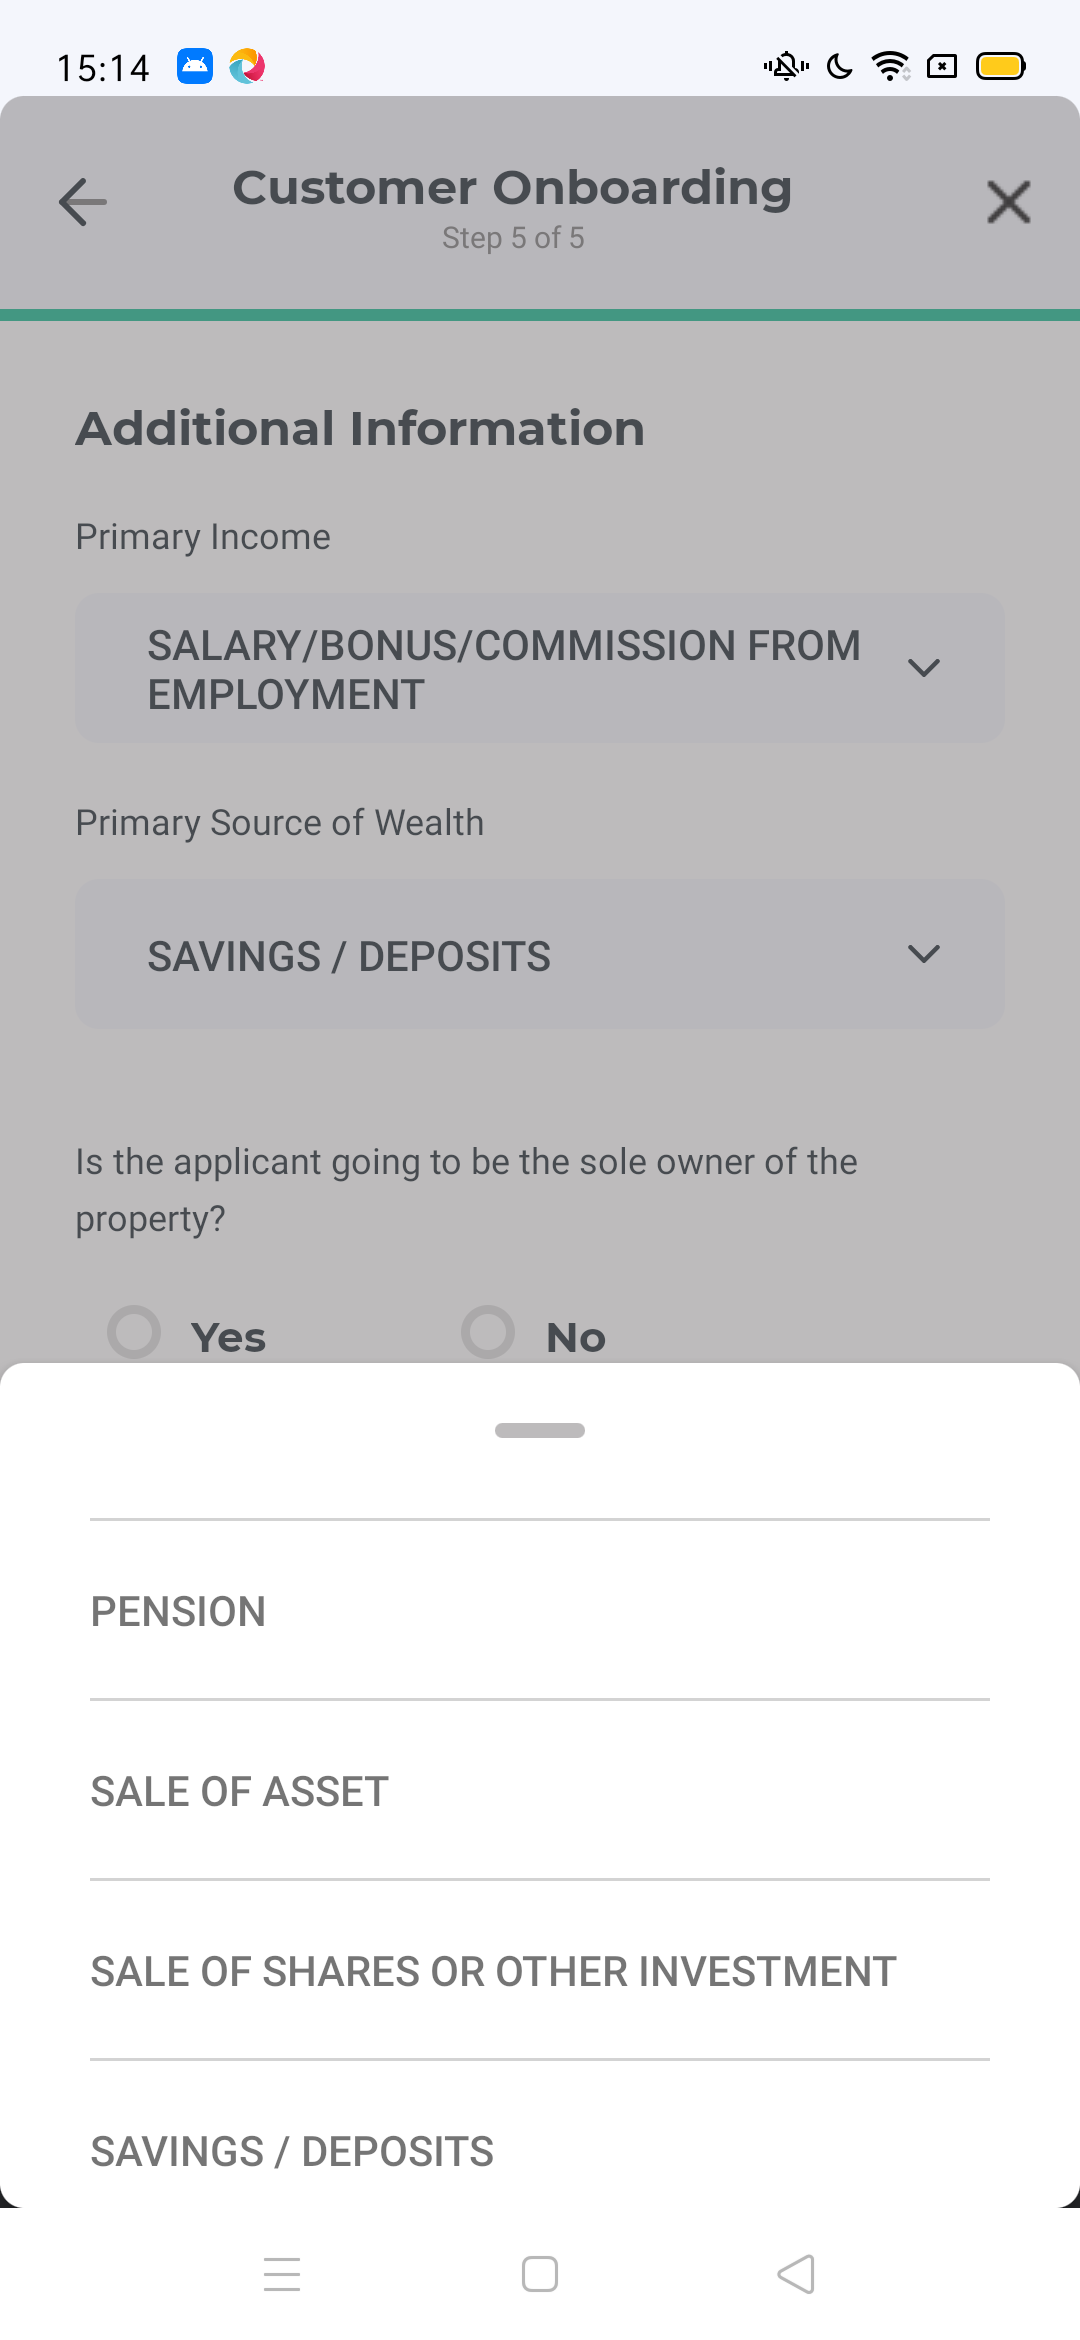 15:14
Customer Onboarding
Step 5 of 5
Additional Information
Primary Income
SALARY/BONUS/COMMISSION FROM
EMPLOYMENT
Primary Source of Wealth
SAVINGS / DEPOSITS
Is the applicant going to be the sole owner of the
property?
Yes No
PENSION
SALE OF ASSET
SALE OF SHARES OR OTHER INVESTMENT
SAVINGS / DEPOSITS